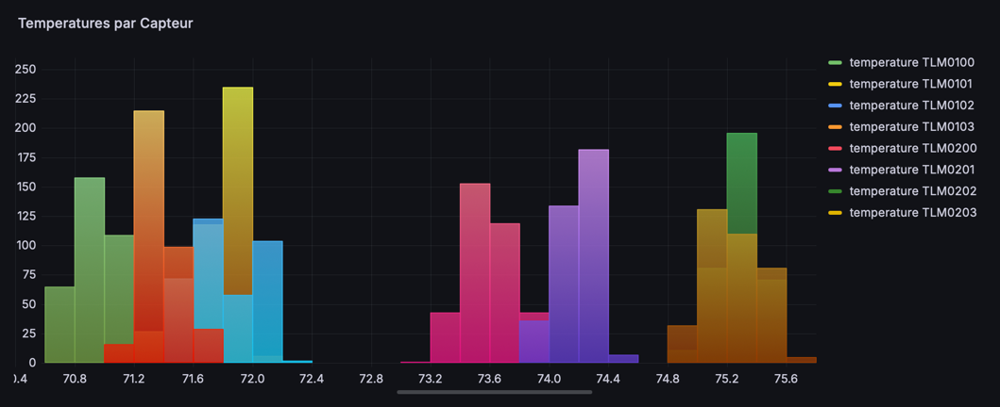 Temperatures par Capteur
250
225
200
175
150
125
100
75
50
25
0
70.8
71.2
71.6
72.0
72.4
72.8
73.2
73.6
74.0
74.4
74.8
75.2
75.6
temperature TLM0100
temperature TLM0101
temperature TLM0102
temperature TLM0103
temperature TLM0200
temperature TLM0201
temperature TLM0202
temperature TLM0203